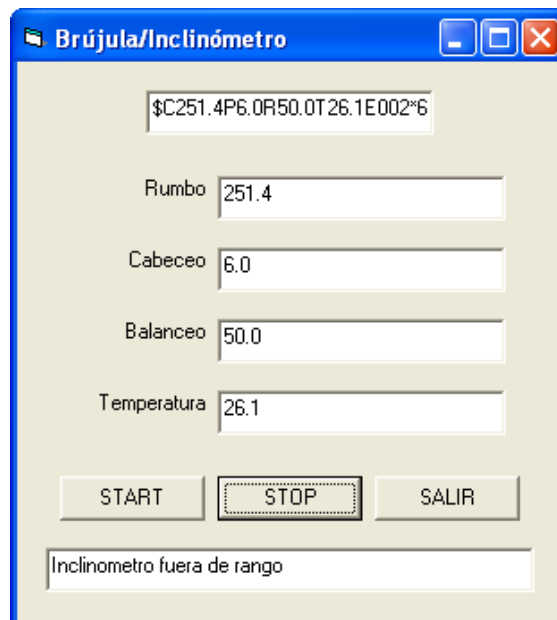 Brújula/Inclinómetro
$C251.4P6.0R50.0T26.1E002*6
Rumbo 251.4
Cabeceo 6.0
Balanceo 50.0
Temperatura 26.1
START STOP SALIR
Inclinometro fuera de rango